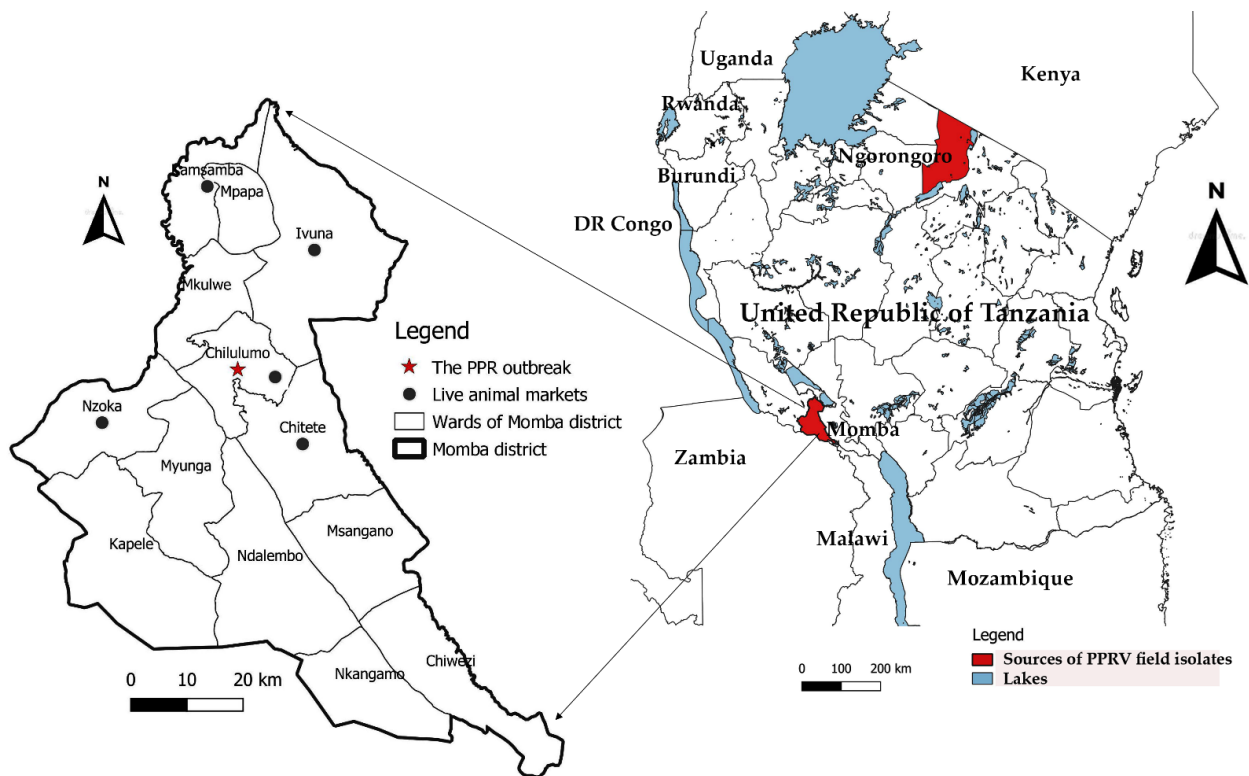 N
Kamsamba
Mpapa
Ivuna
Mkulwe
Chilulumo
Nzoka
Chitete
Myunga
Msangano
Kapele
Ndalembo
Nkangamo
Chiwezi
Legend
The PPR outbreak
Live animal markets
Wards of Momba district
Momba district
0 10 20 km
Uganda
Kenya
Rwanda
Ngorongoro
Burundi
DR Congo
N
United Republic of Tanzania
Momba
Zambia
Malawi
Mozambique
Legend
Sources of PPRV field isolates
Lakes
0 100 200 km